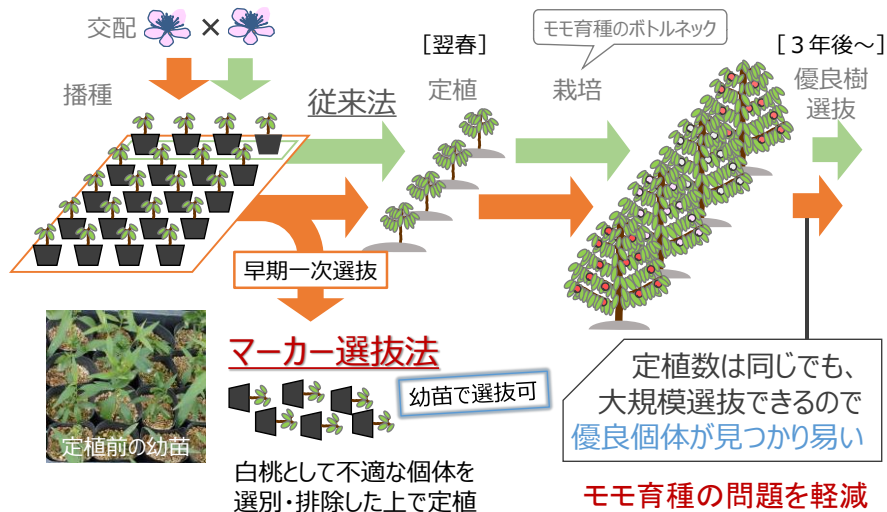 交配
×
播種
従来法
[翌春]
定植
モモ育種のボトルネック
栽培
[３年後～]
優良樹
選抜
早期一次選抜
マーカー選抜法
幼苗で選抜可
定植前の幼苗
白桃として不適な個体を
選別・排除した上で定植
定植数は同じでも、
大規模選抜できるので
優良個体が見つかり易い
モモ育種の問題を軽減